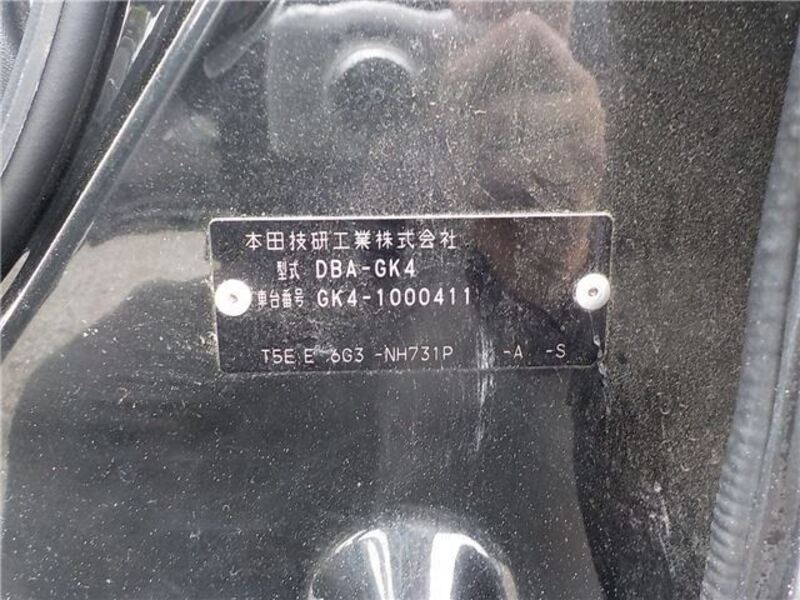 本田技研工業株式会社
型式 DBA-GK4
車台番号 GK4-1000411
T5E E 6G3 -NH731P -A -S